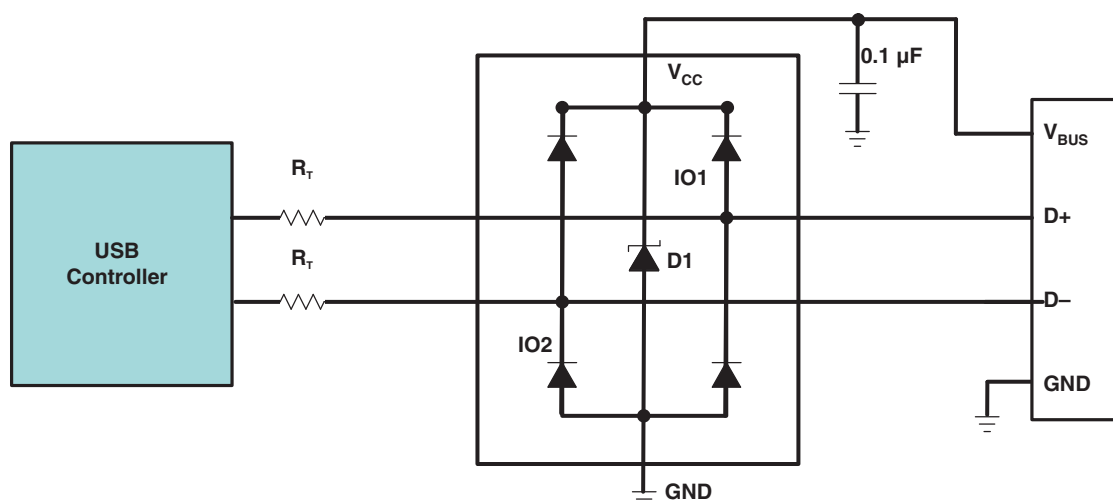 0.1 µF
VCC
VBUS
RT
IO1
D+
USB
Controller
RT
D1
D–
IO2
GND
GND